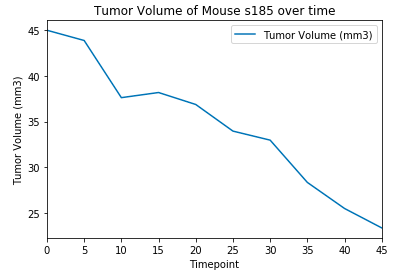 Tumor Volume of Mouse s185 over time
Tumor Volume (mm3)
Tumor Volume (mm3)
45
40
35
30
25
0 5 10 15 20 25 30 35 40 45
Timepoint